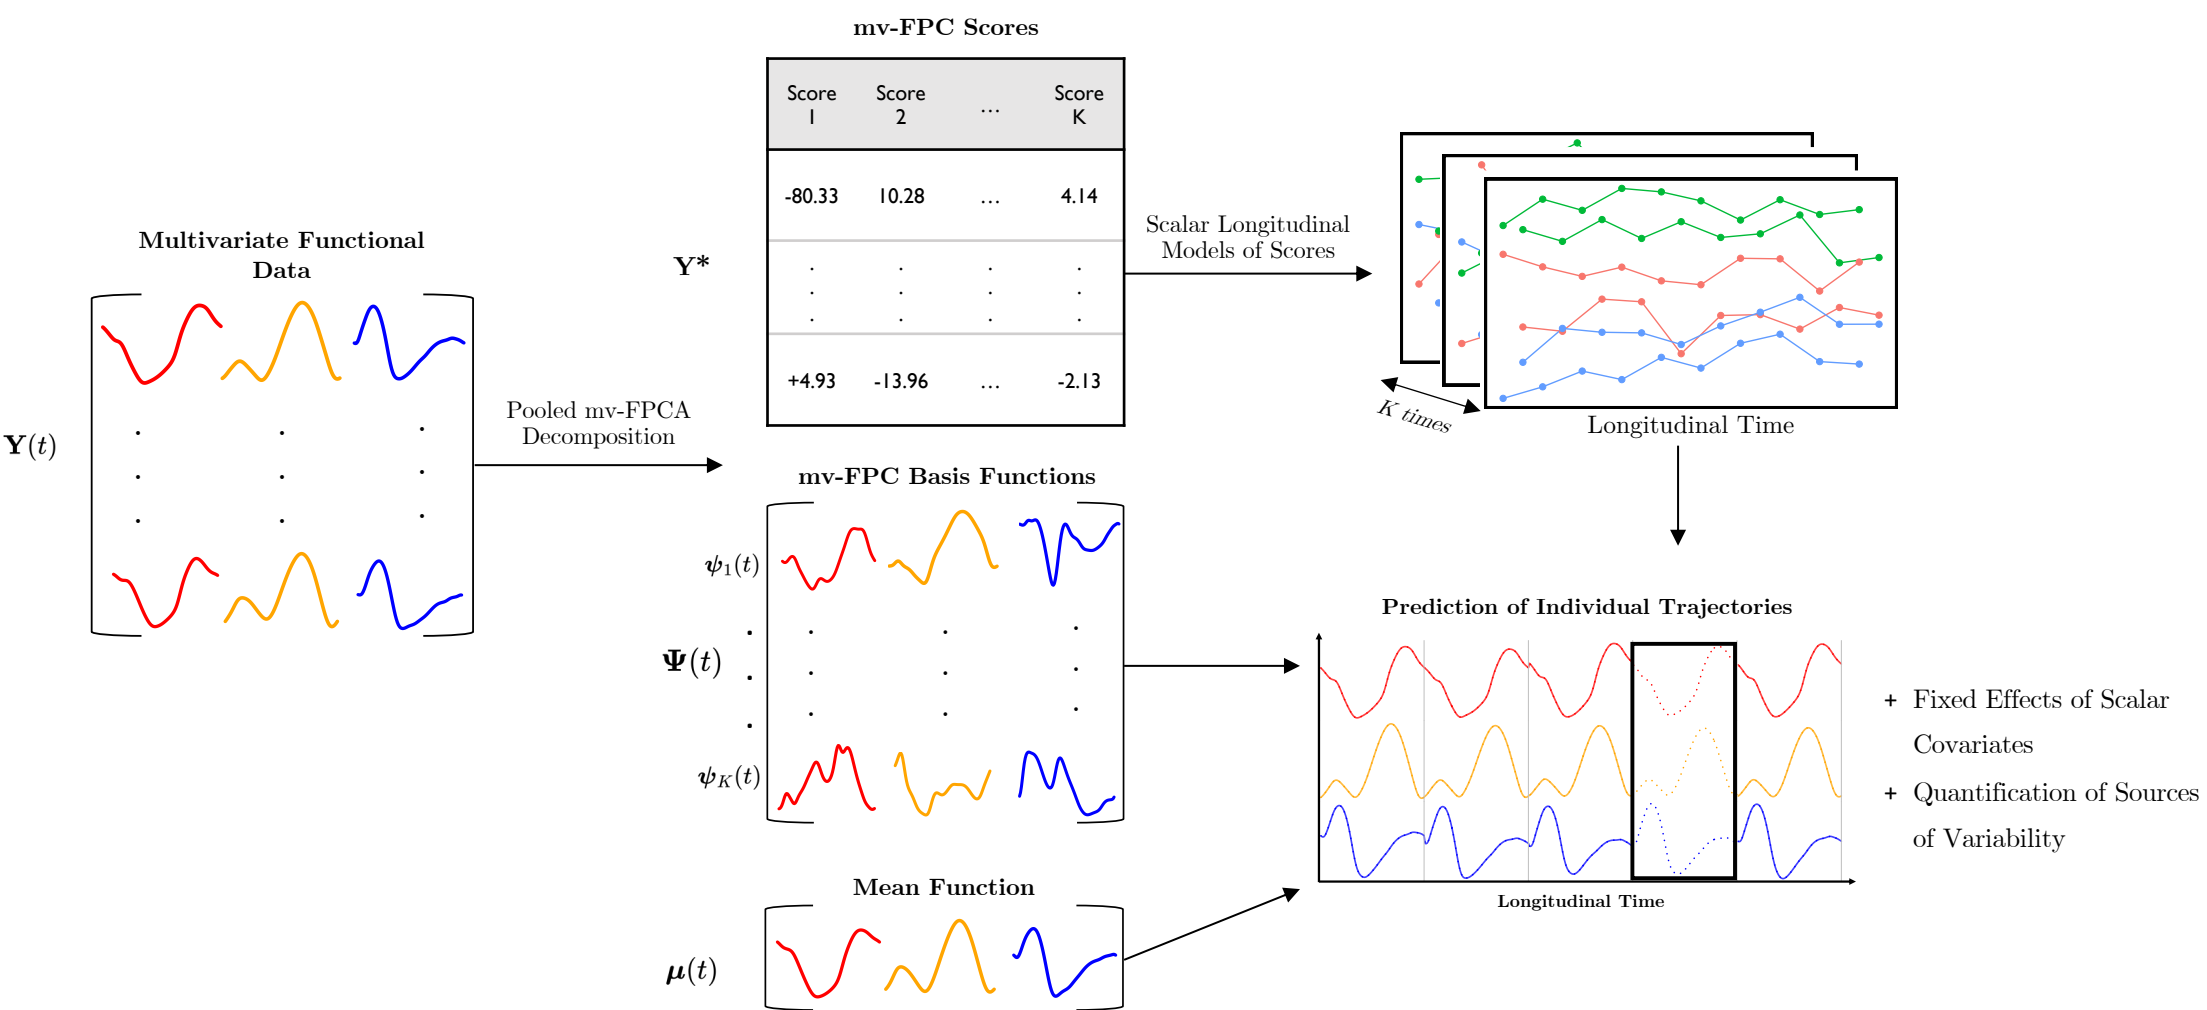 mv-FPC Scores
Score Score ... Score
1 2 K
-80.33 10.28 ... 4.14
Y*
+4.93 -13.96 ... -2.13
Scalar Longitudinal
Models of Scores
K times
Longitudinal Time
Multivariate Functional
Data
Y(t)
Pooled mv-FPCA
Decomposition
mv-FPC Basis Functions
ψ1(t)
Ψ(t)
ψK(t)
Mean Function
μ(t)
Prediction of Individual Trajectories
Longitudinal Time
+ Fixed Effects of Scalar
Covariates
+ Quantification of Sources
of Variability